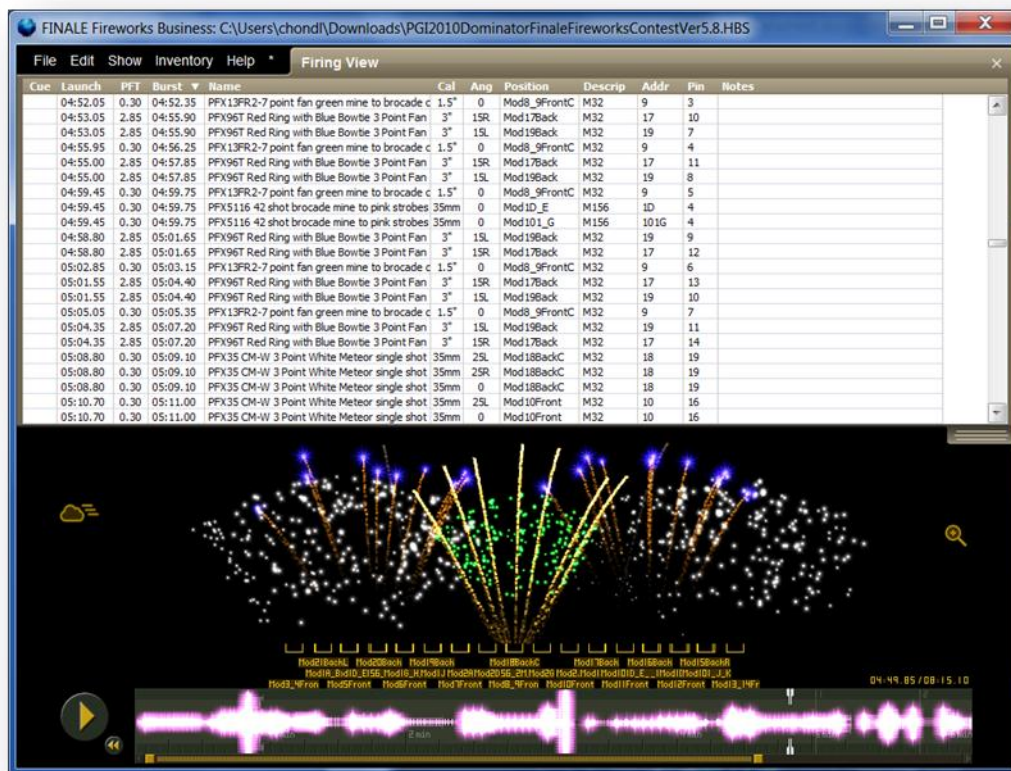 FINALE Fireworks Business: C:\Users\chondl\Downloads\PGI2010DominatorFinaleFireworksContestVer5.8.HBS
File Edit Show Inventory Help * Firing View
Cue Launch PFT Burst ▼ Name Cal Ang Position Descrip Addr Pin Notes
04:52.05 0.30 04:52.35 PFX13FR2-7 point fan green mine to brocade c 1.5" 0 Mod8_9FrontC M32 9 3
04:53.05 2.85 04:55.90 PFX96T Red Ring with Blue Bowtie 3 Point Fan 3" 15R Mod17Back M32 17 10
04:53.05 2.85 04:55.90 PFX96T Red Ring with Blue Bowtie 3 Point Fan 3" 15L Mod19Back M32 19 7
04:55.95 0.30 04:56.25 PFX13FR2-7 point fan green mine to brocade c 1.5" 0 Mod8_9FrontC M32 9 4
04:55.00 2.85 04:57.85 PFX96T Red Ring with Blue Bowtie 3 Point Fan 3" 15R Mod17Back M32 17 11
04:55.00 2.85 04:57.85 PFX96T Red Ring with Blue Bowtie 3 Point Fan 3" 15L Mod19Back M32 19 8
04:59.45 0.30 04:59.75 PFX13FR2-7 point fan green mine to brocade c 1.5" 0 Mod8_9FrontC M32 9 5
04:59.45 0.30 04:59.75 PFX5116 42 shot brocade mine to pink strobes 35mm 0 Mod1D_E M156 1D 4
04:59.45 0.30 04:59.75 PFX5116 42 shot brocade mine to pink strobes 35mm 0 Mod101_G M156 101G 4
04:58.80 2.85 05:01.65 PFX96T Red Ring with Blue Bowtie 3 Point Fan 3" 15L Mod19Back M32 19 9
04:58.80 2.85 05:01.65 PFX96T Red Ring with Blue Bowtie 3 Point Fan 3" 15R Mod17Back M32 17 12
05:02.85 0.30 05:03.15 PFX13FR2-7 point fan green mine to brocade c 1.5" 0 Mod8_9FrontC M32 9 6
05:01.55 2.85 05:04.40 PFX96T Red Ring with Blue Bowtie 3 Point Fan 3" 15R Mod17Back M32 17 13
05:01.55 2.85 05:04.40 PFX96T Red Ring with Blue Bowtie 3 Point Fan 3" 15L Mod19Back M32 19 10
05:05.05 0.30 05:05.35 PFX13FR2-7 point fan green mine to brocade c 1.5" 0 Mod8_9FrontC M32 9 7
05:04.35 2.85 05:07.20 PFX96T Red Ring with Blue Bowtie 3 Point Fan 3" 15L Mod19Back M32 19 11
05:04.35 2.85 05:07.20 PFX96T Red Ring with Blue Bowtie 3 Point Fan 3" 15R Mod17Back M32 17 14
05:08.80 0.30 05:09.10 PFX35 CM-W 3 Point White Meteor single shot 35mm 25L Mod18BackC M32 18 19
05:08.80 0.30 05:09.10 PFX35 CM-W 3 Point White Meteor single shot 35mm 25R Mod18BackC M32 18 19
05:08.80 0.30 05:09.10 PFX35 CM-W 3 Point White Meteor single shot 35mm 0 Mod18BackC M32 18 19
05:10.70 0.30 05:11.00 PFX35 CM-W 3 Point White Meteor single shot 35mm 25L Mod10Front M32 10 16
05:10.70 0.30 05:11.00 PFX35 CM-W 3 Point White Meteor single shot 35mm 0 Mod10Front M32 10 16
Mod21BackL Mod20Back Mod19Back Mod18BackC Mod17Back Mod16Back Mod15BackR
Mod3_4Fron Mod5Front Mod6Front Mod7Front Mod8_9Fron Mod10Front Mod11Front Mod12Front Mod13_14Fr
04:49.85/08:15.10
2 min